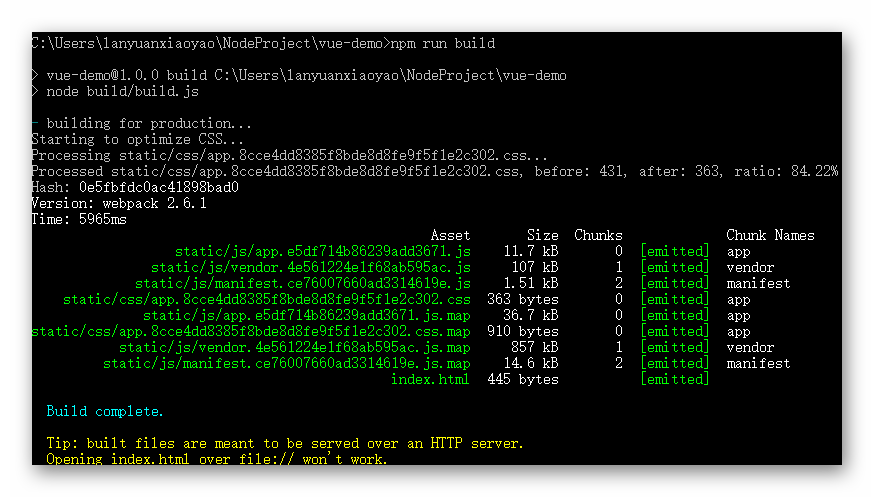 C:\Users\lanyuanxiaoyao\NodeProject\vue-demo>npm run build
> vue-demo@1.0.0 build C:\Users\lanyuanxiaoyao\NodeProject\vue-demo
> node build/build.js
- building for production...
Starting to optimize CSS...
Processing static/css/app.8cce4dd8385f8bde8d8fe9f5f1e2c302.css...
Processed static/css/app.8cce4dd8385f8bde8d8fe9f5f1e2c302.css, before: 431, after: 363, ratio: 84.22%
Hash: 0e5fbfdc0ac41898bad0
Version: webpack 2.6.1
Time: 5965ms
Asset Size Chunks Chunk Names
static/js/app.e5df714b86239add3671.js 11.7 kB 0 [emitted] app
static/js/vendor.4e561224e1f68ab595ac.js 107 kB 1 [emitted] vendor
static/js/manifest.ce76007660ad3314619e.js 1.51 kB 2 [emitted] manifest
static/css/app.8cce4dd8385f8bde8d8fe9f5f1e2c302.css 363 bytes 0 [emitted] app
static/js/app.e5df714b86239add3671.js.map 36.7 kB 0 [emitted] app
static/css/app.8cce4dd8385f8bde8d8fe9f5f1e2c302.css.map 910 bytes 0 [emitted] app
static/js/vendor.4e561224e1f68ab595ac.js.map 857 kB 1 [emitted] vendor
static/js/manifest.ce76007660ad3314619e.js.map 14.6 kB 2 [emitted] manifest
index.html 445 bytes [emitted]
Build complete.
Tip: built files are meant to be served over an HTTP server.
Opening index.html over file:// won't work.